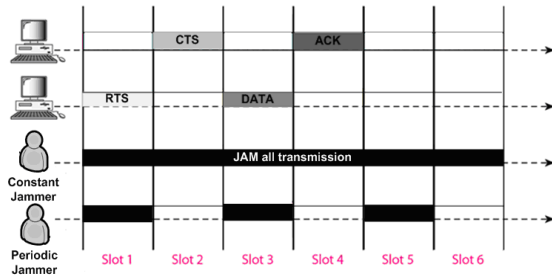 CTS
ACK
RTS
DATA
JAM all transmission
Constant
Jammer
Periodic
Jammer
Slot 1
Slot 2
Slot 3
Slot 4
Slot 5
Slot 6